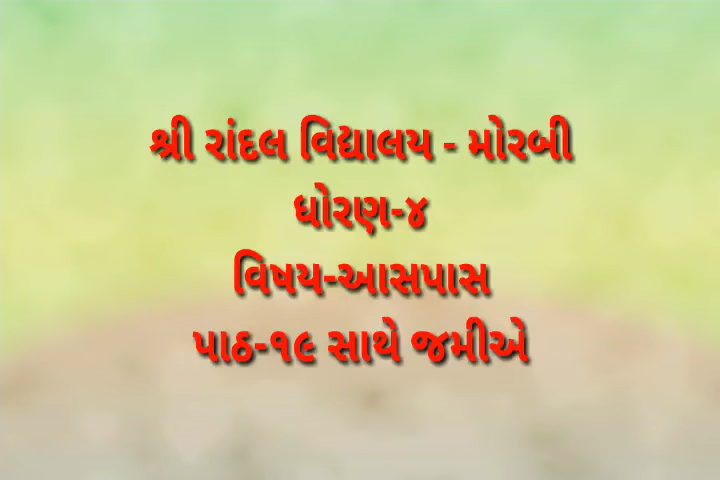 શ્રી રાંદલ વિદ્યાલય - મોરબી
ધોરણ-૪
વિષય-આસપાસ
પાઠ-૧૯ સાથે જમીએ